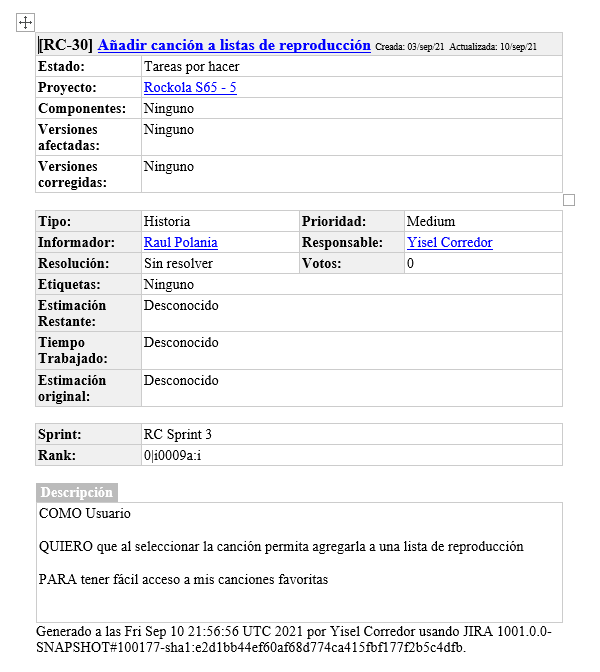 [RC-30] Añadir canción a listas de reproducción Creada: 03/sep/21 Actualizada: 10/sep/21
Estado: Tareas por hacer
Proyecto: Rockola S65 - 5
Componentes: Ninguno
Versiones afectadas: Ninguno
Versiones corregidas: Ninguno
Tipo: Historia Prioridad: Medium
Informador: Raul Polania Responsable: Yisel Corredor
Resolución: Sin resolver Votos: 0
Etiquetas: Ninguno
Estimación Restante: Desconocido
Tiempo Trabajado: Desconocido
Estimación original: Desconocido
Sprint: RC Sprint 3
Rank: 0|i0009a:i
Descripción
COMO Usuario
QUIERO que al seleccionar la canción permita agregarla a una lista de reproducción
PARA tener fácil acceso a mis canciones favoritas
Generado a las Fri Sep 10 21:56:56 UTC 2021 por Yisel Corredor usando JIRA 1001.0.0-
SNAPSHOT#100177-sha1:e2d1bb44ef60af68d774ca415fbf177f2b5c4dfb.